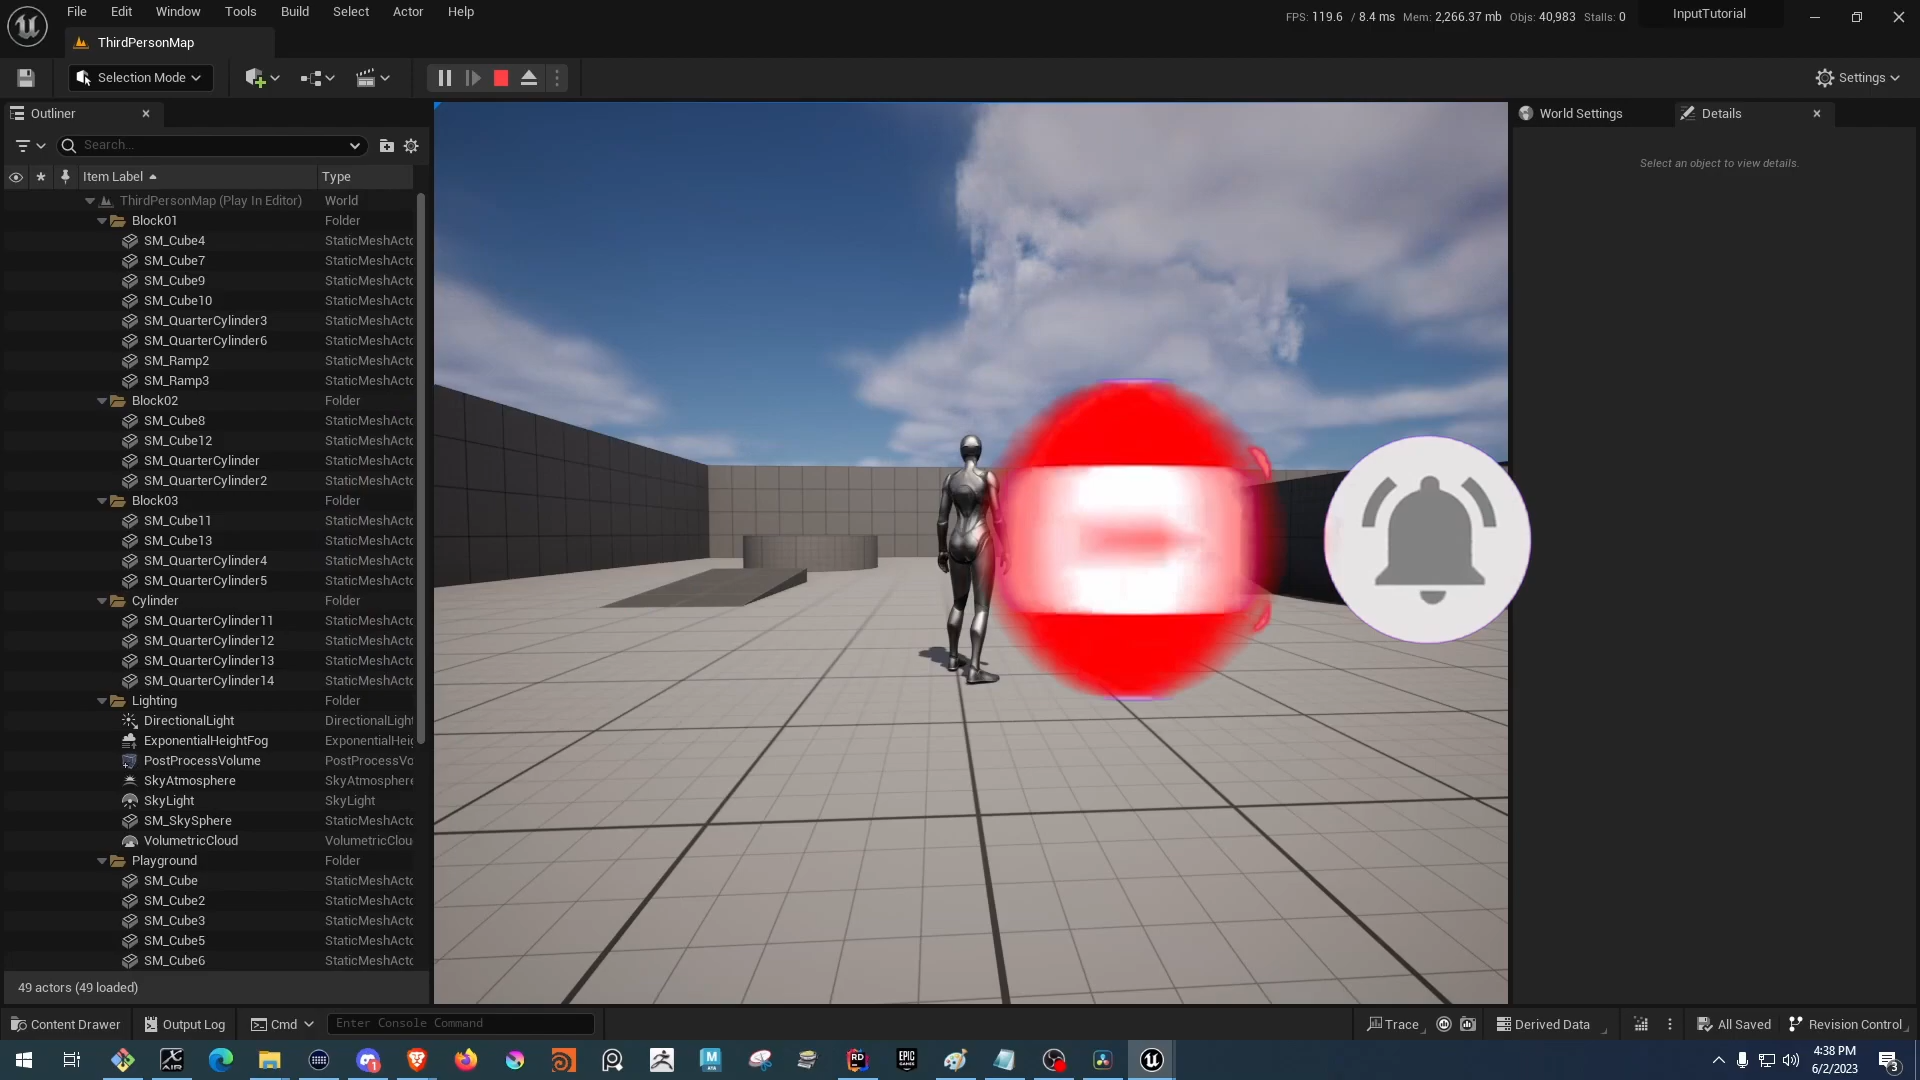 File Edit Window Tools Build Select Actor Help
FPS: 119.6 / 8.4 ms Mem: 2,266.37 mb Objs: 40,983 Stalls: 0
InputTutorial
ThirdPersonMap
Selection Mode
Settings
Outliner
World Settings
Details
Search...
Select an object to view details.
Item Label Type
ThirdPersonMap (Play In Editor) World
Block01 Folder
SM_Cube4 StaticMeshActo
SM_Cube7 StaticMeshActo
SM_Cube9 StaticMeshActo
SM_Cube10 StaticMeshActo
SM_QuarterCylinder3 StaticMeshActo
SM_QuarterCylinder6 StaticMeshActo
SM_Ramp2 StaticMeshActo
SM_Ramp3 StaticMeshActo
Block02 Folder
SM_Cube8 StaticMeshActo
SM_Cube12 StaticMeshActo
SM_QuarterCylinder StaticMeshActo
SM_QuarterCylinder2 StaticMeshActo
Block03 Folder
SM_Cube11 StaticMeshActo
SM_Cube13 StaticMeshActo
SM_QuarterCylinder4 StaticMeshActo
SM_QuarterCylinder5 StaticMeshActo
Cylinder Folder
SM_QuarterCylinder11 StaticMeshActo
SM_QuarterCylinder12 StaticMeshActo
SM_QuarterCylinder13 StaticMeshActo
SM_QuarterCylinder14 StaticMeshActo
Lighting Folder
DirectionalLight DirectionalLight
ExponentialHeightFog ExponentialHeig
PostProcessVolume PostProcessVo
SkyAtmosphere SkyAtmosphere
SkyLight SkyLight
SM_SkySphere StaticMeshActo
VolumetricCloud VolumetricClou
Playground Folder
SM_Cube StaticMeshActo
SM_Cube2 StaticMeshActo
SM_Cube3 StaticMeshActo
SM_Cube5 StaticMeshActo
SM_Cube6 StaticMeshActo
49 actors (49 loaded)
Content Drawer Output Log Cmd Enter Console Command
Trace Derived Data All Saved Revision Control
4:38 PM
6/2/2023